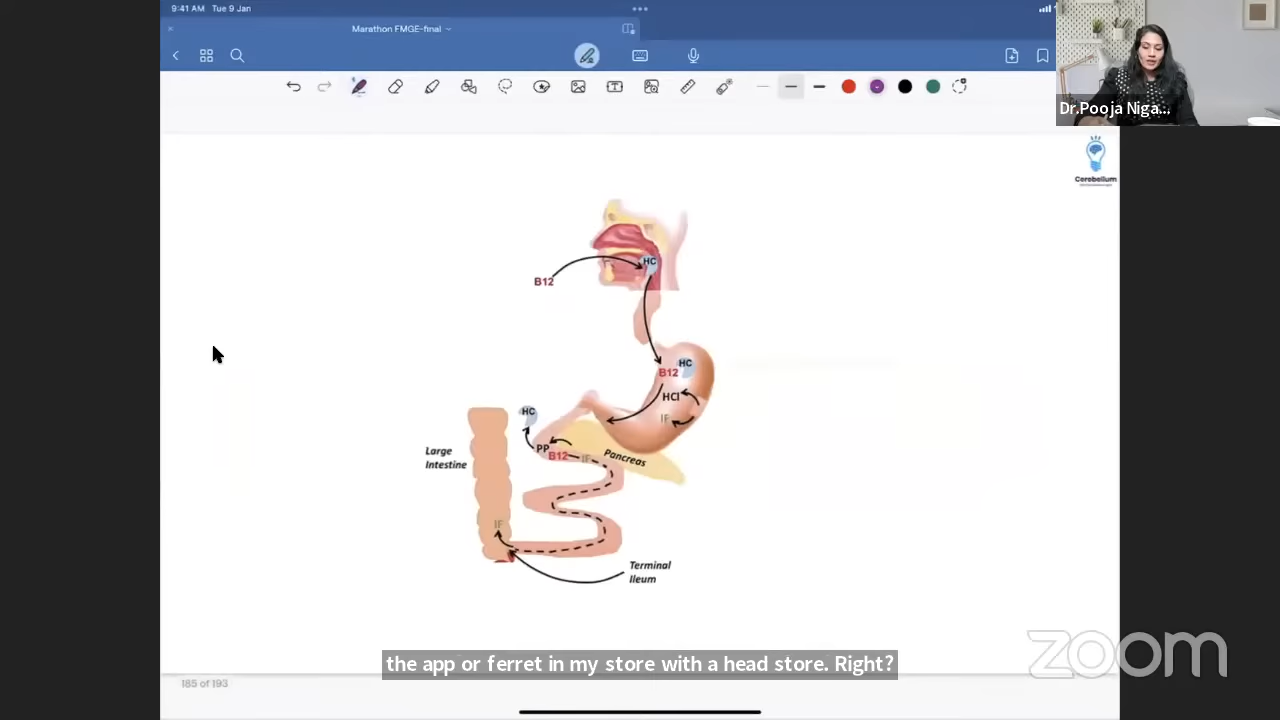 9:41 AM Tue 9 Jan
Marathon FMGE-final
Dr.Pooja Niga...
Cerebellum
HC
B12
HC
B12
HCl
IF
HC
PP
B12
IF
Pancreas
Large
Intestine
IF
Terminal
Ileum
the app or ferret in my store with a head store. Right?
zoom
185 of 193